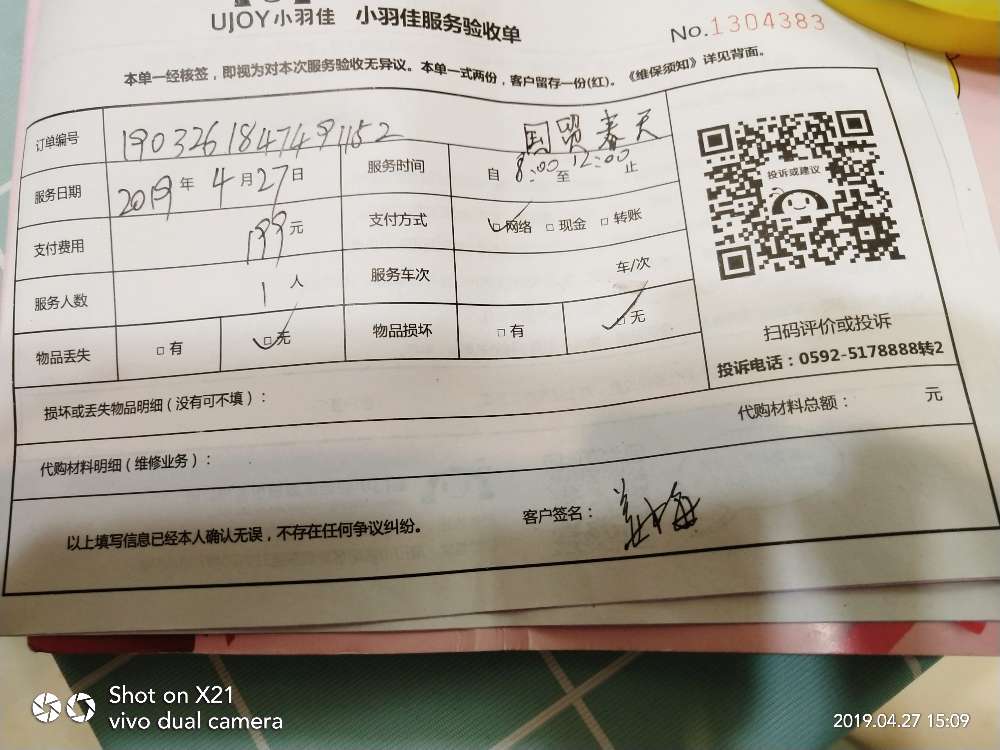 UJOY小羽佳 小羽佳服务验收单 No.1304383
本单一经核签，即视为对本次服务验收无异议。本单一式两份，客户留存一份(红)。《维保须知》详见背面。
订单编号 190326184749152 国贸春天
服务日期 2019年4月27日 服务时间 自8:00至12:00止
支付费用 199元 支付方式 □网络 □现金 □转账
服务人数 1人 服务车次 车/次
物品丢失 □有 □无 物品损坏 □有 □无
投诉或建议
扫码评价或投诉
投诉电话：0592-5178888转2
损坏或丢失物品明细（没有可不填）：
代购材料明细（维修业务）： 代购材料总额： 元
以上填写信息已经本人确认无误，不存在任何争议纠纷。 客户签名：
Shot on X21
vivo dual camera
2019.04.27 15:09